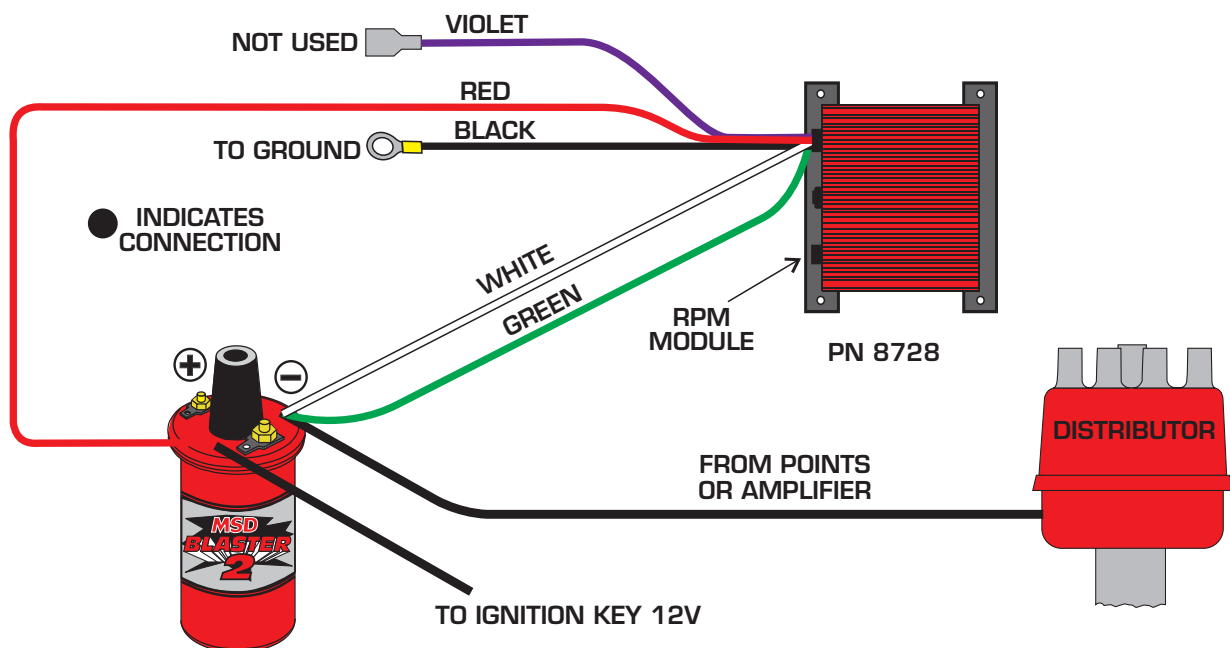 VIOLET
NOT USED
RED
BLACK
TO GROUND
INDICATES
CONNECTION
WHITE
GREEN
RPM
MODULE
PN 8728
+
−
DISTRIBUTOR
FROM POINTS
OR AMPLIFIER
MSD
BLASTER
2
TO IGNITION KEY 12V